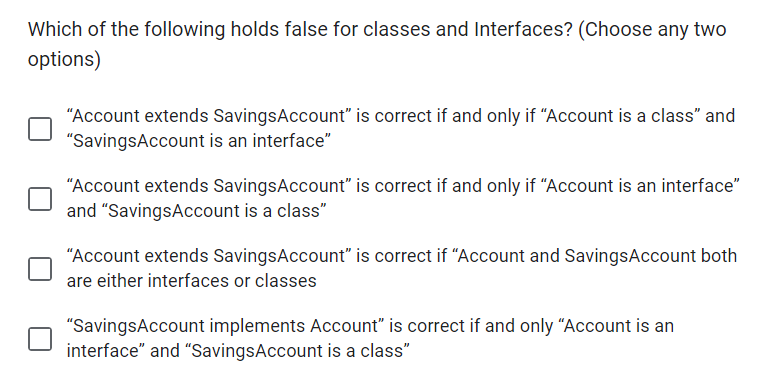 Which of the following holds false for classes and Interfaces? (Choose any two
options)
“Account extends SavingsAccount” is correct if and only if “Account is a class” and
“SavingsAccount is an interface”
“Account extends SavingsAccount” is correct if and only if “Account is an interface”
and “SavingsAccount is a class”
“Account extends SavingsAccount” is correct if “Account and SavingsAccount both
are either interfaces or classes
“SavingsAccount implements Account” is correct if and only “Account is an
interface” and “SavingsAccount is a class”